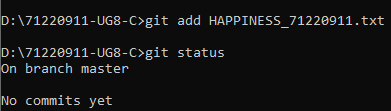 D:\71220911-UG8-C>git add HAPPINESS_71220911.txt
D:\71220911-UG8-C>git status
On branch master
No commits yet